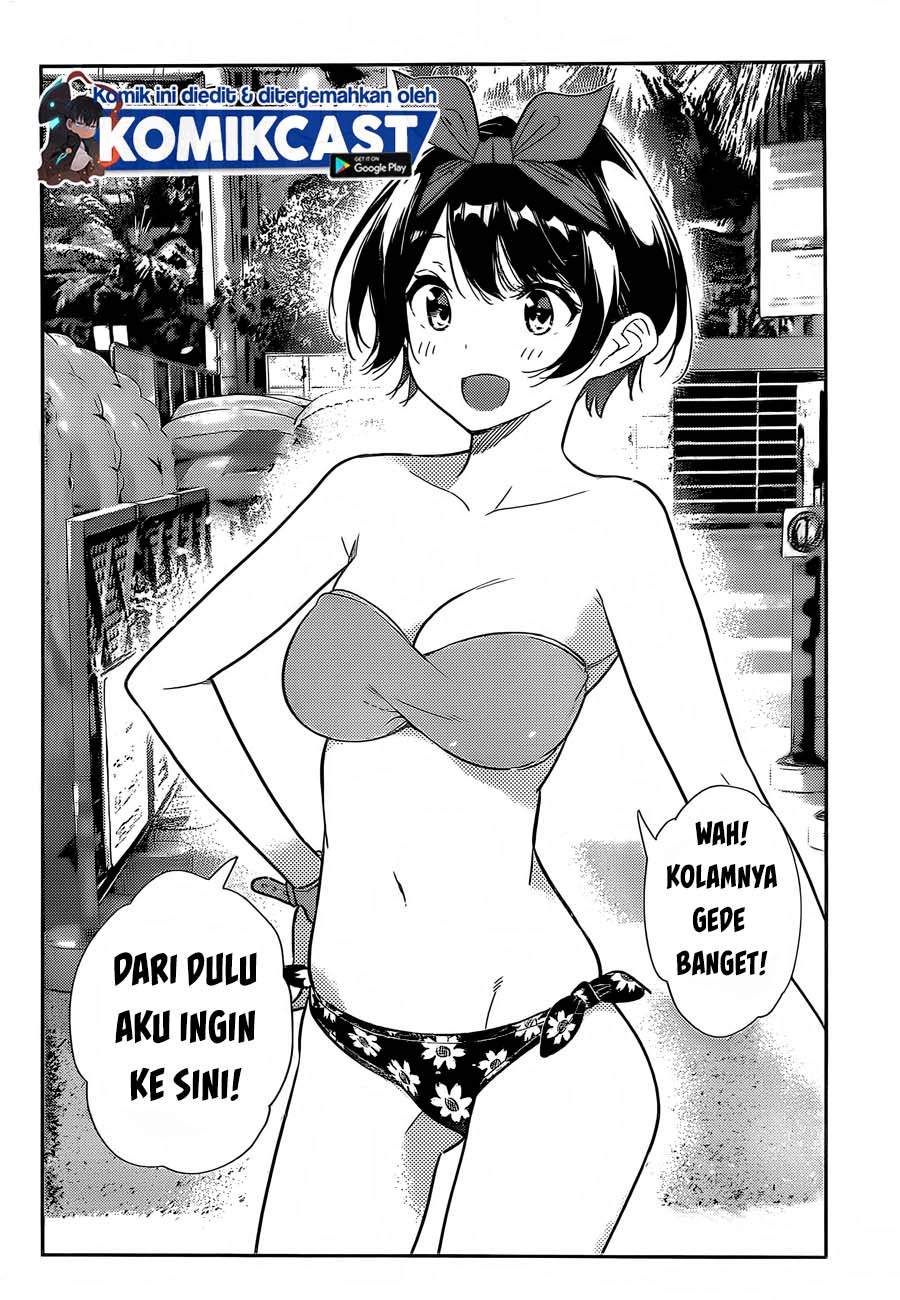 Komik ini diedit & diterjemahkan oleh
KOMIKCAST
GET IT ON
Google Play
WAH!
KOLAMNYA
GEDE
BANGET!
DARI DULU
AKU INGIN
KE SINI!